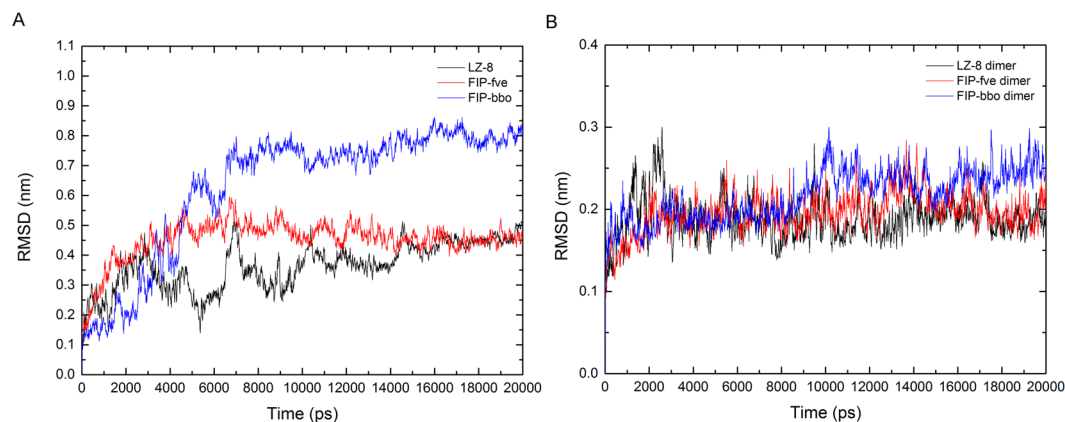 A
1.1
1.0
0.9
0.8
0.7
0.6
0.5
0.4
0.3
0.2
0.1
0.0
RMSD (nm)
LZ-8
FIP-fve
FIP-bbo
0 2000 4000 6000 8000 10000 12000 14000 16000 18000 20000
Time (ps)
B
0.4
0.3
0.2
0.1
0.0
RMSD (nm)
LZ-8 dimer
FIP-fve dimer
FIP-bbo dimer
0 2000 4000 6000 8000 10000 12000 14000 16000 18000 20000
Time (ps)